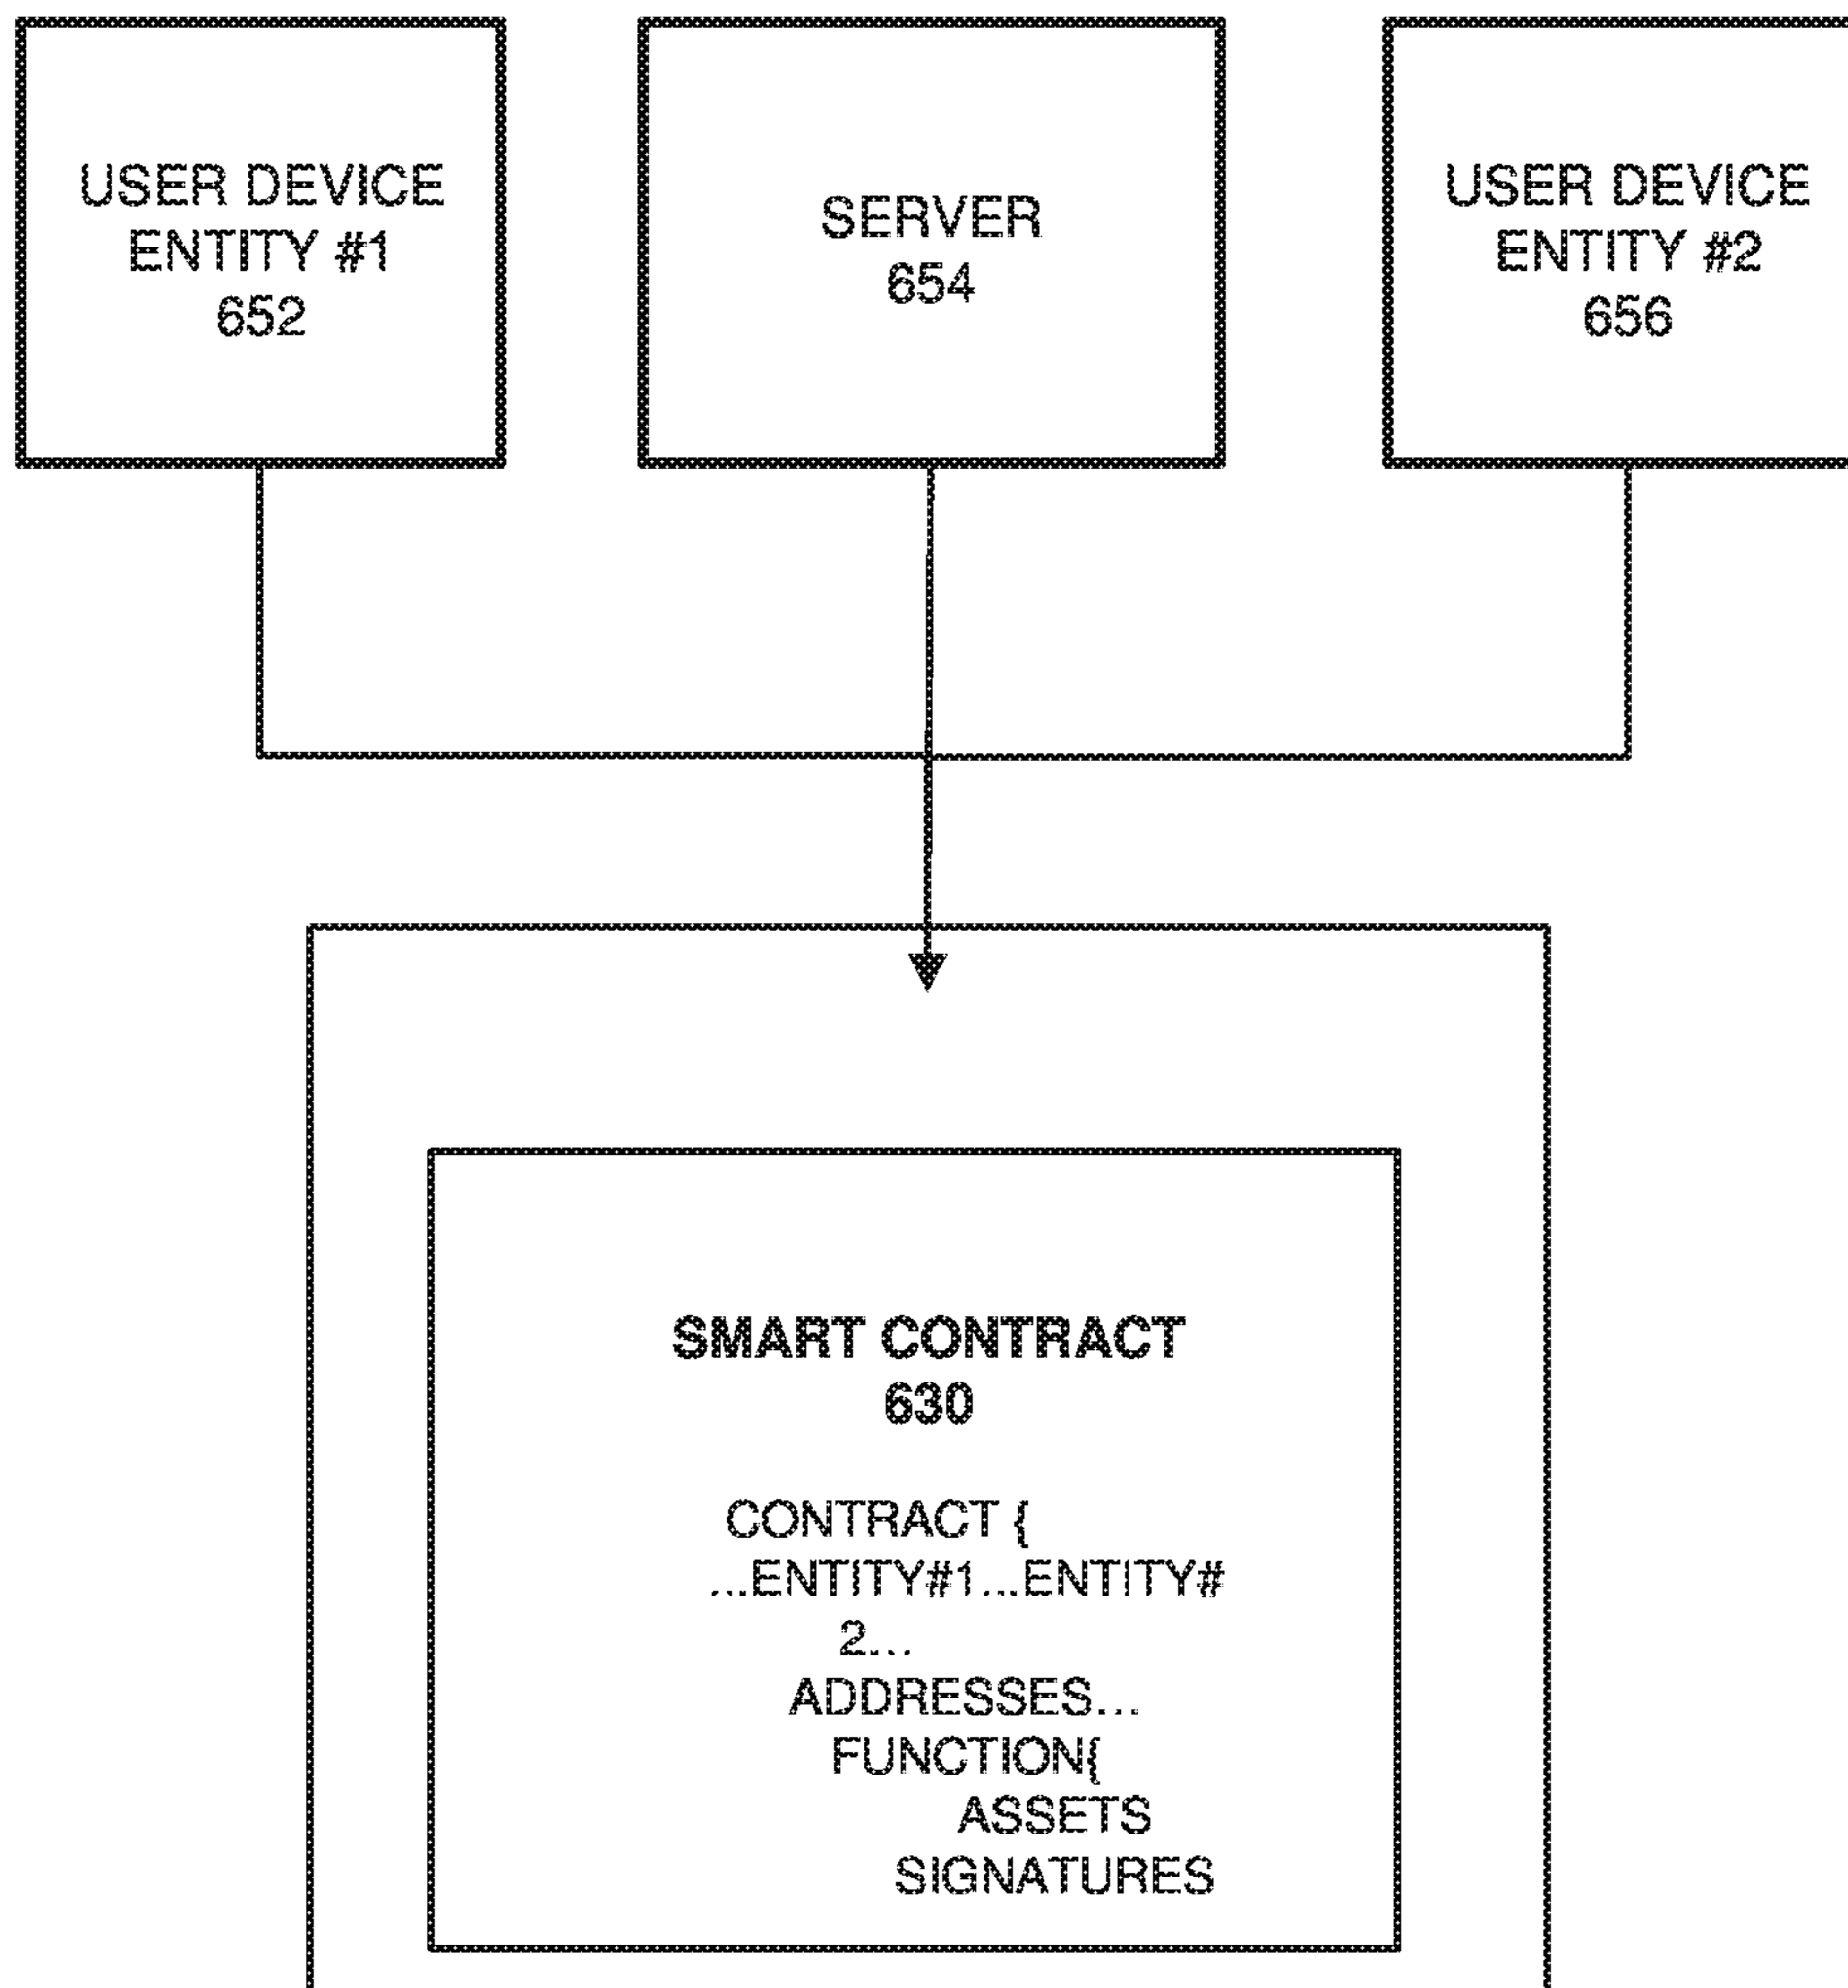 USER DEVICE
ENTITY #1
652
SERVER
654
USER DEVICE
ENTITY #2
656
SMART CONTRACT
630
CONTRACT {
...ENTITY#1...ENTITY#
2...
ADDRESSES...
FUNCTION{
ASSETS
SIGNATURES